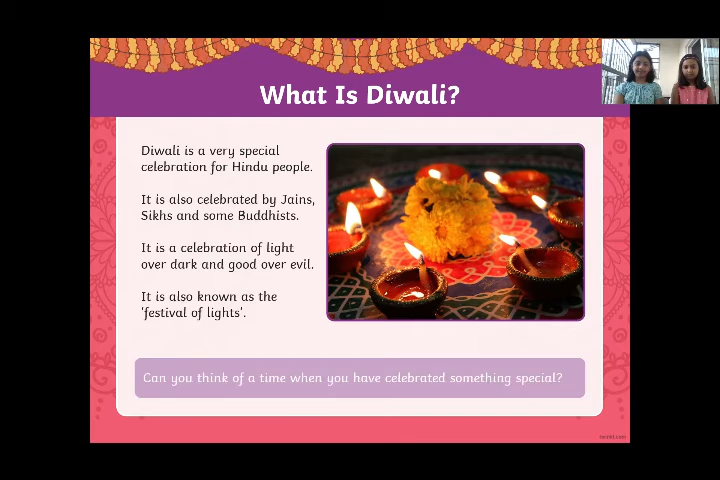 What Is Diwali?
Diwali is a very special
celebration for Hindu people.
It is also celebrated by Jains,
Sikhs and some Buddhists.
It is a celebration of light
over dark and good over evil.
It is also known as the
'festival of lights'.
Can you think of a time when you have celebrated something special?
twinkl.com